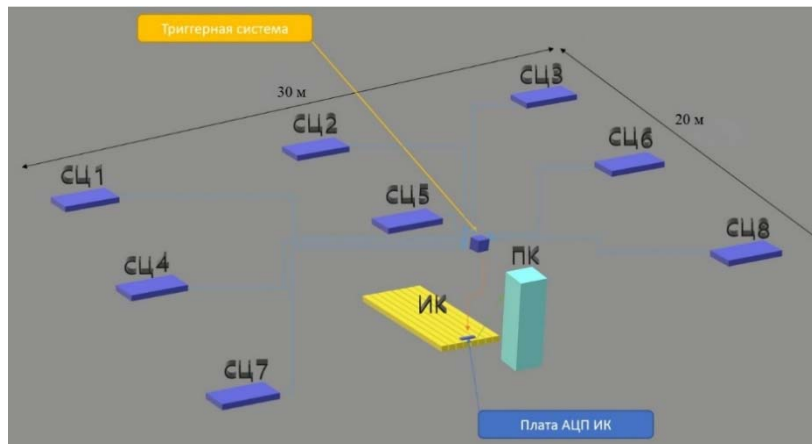 Триггерная система
30 м
СЦ3
20 м
СЦ2
СЦ6
СЦ1
СЦ5
СЦ4
ПК
СЦ8
ИК
СЦ7
Плата АЦП ИК